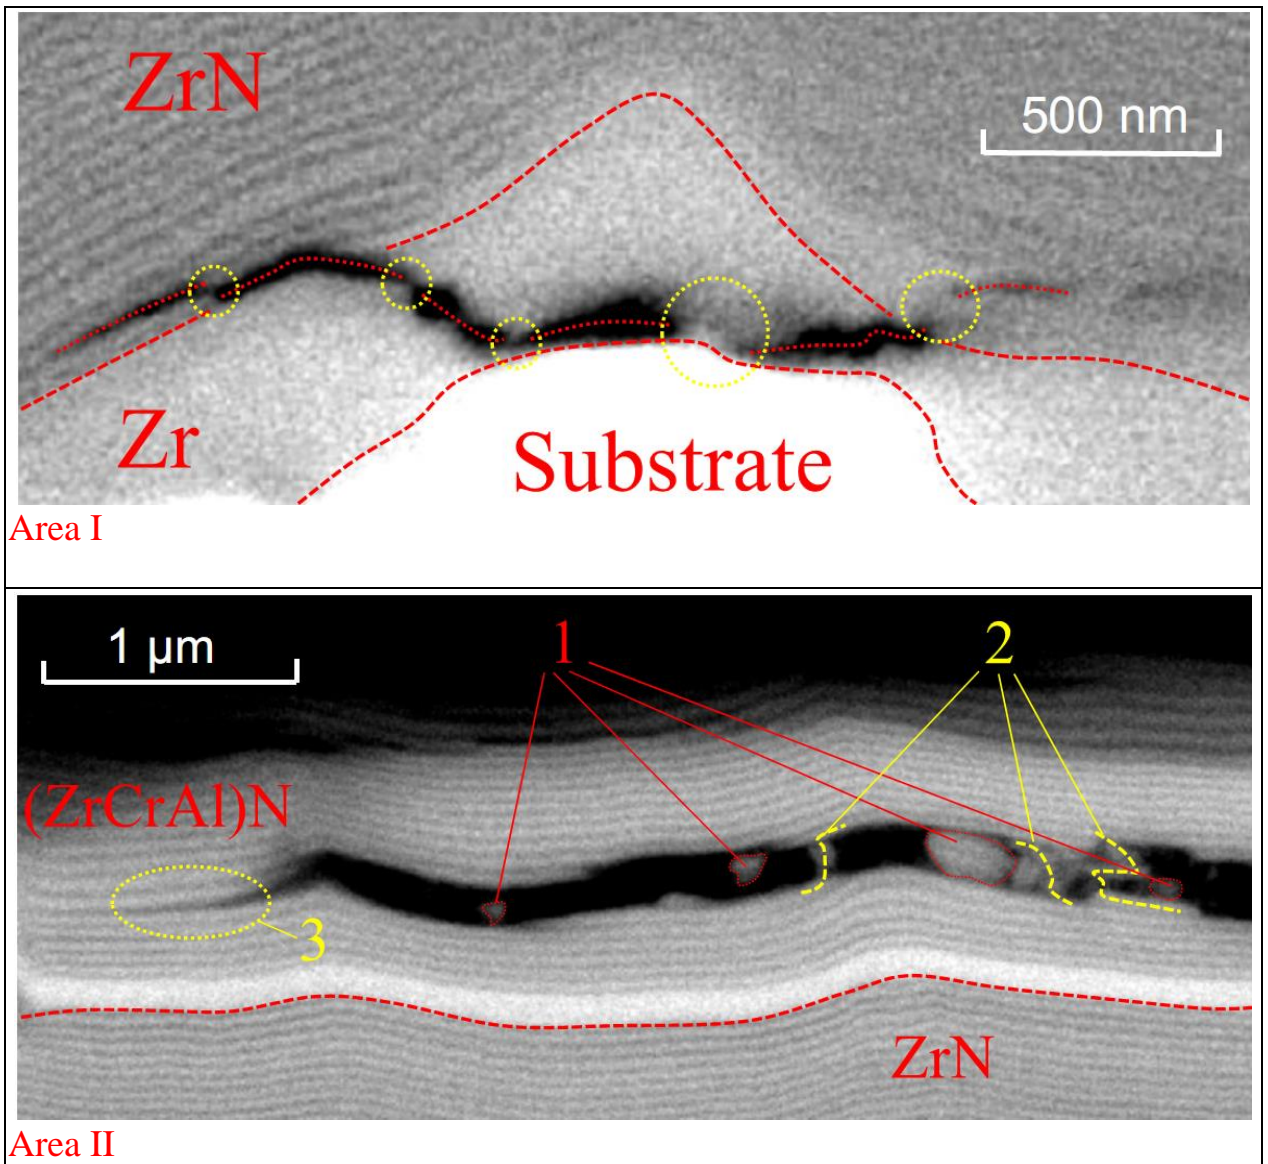 ZrN
500 nm
Zr
Substrate
Area I
1 μm
1
2
(ZrCrAl)N
3
ZrN
Area II